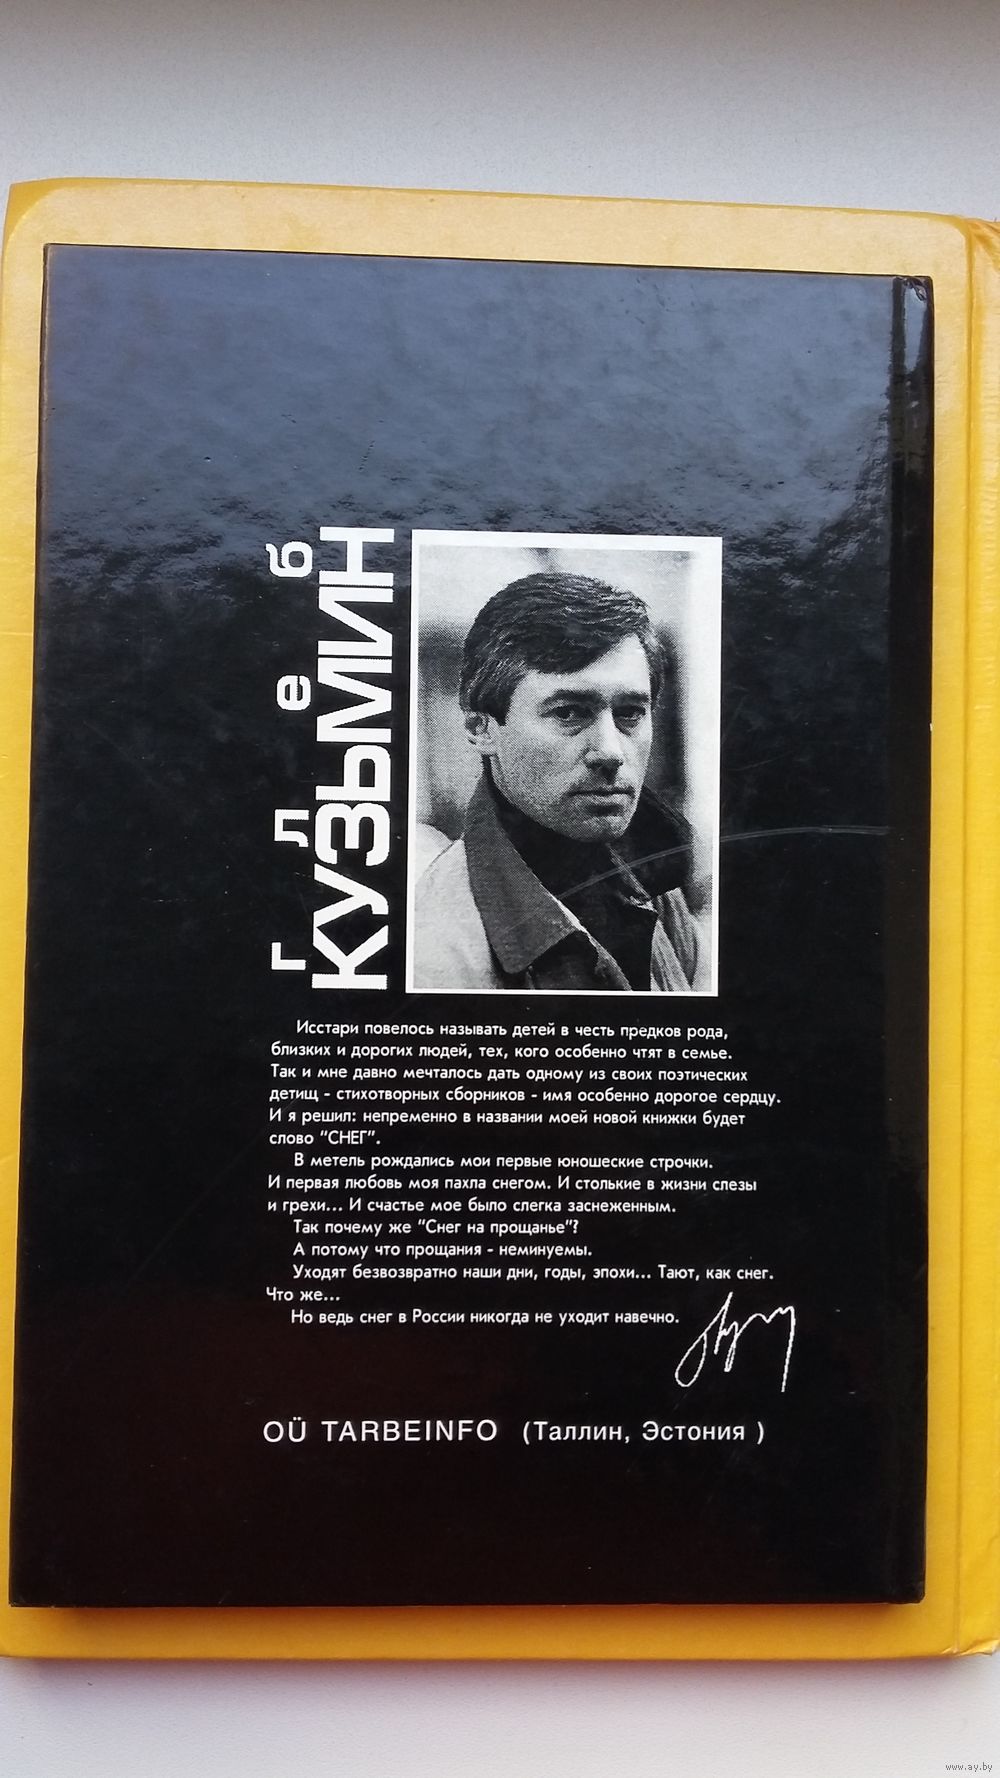 Глеб
КУЗЬМИН
Исстари повелось называть детей в честь предков рода,
близких и дорогих людей, тех, кого особенно чтят в семье.
Так и мне давно мечталось дать одному из своих поэтических
детищ - стихотворных сборников - имя особенно дорогое сердцу.
И я решил: непременно в названии моей новой книжки будет
слово "СНЕГ".
В метель рождались мои первые юношеские строчки.
И первая любовь моя пахла снегом. И столькие в жизни слезы
и грехи... И счастье мое было слегка заснеженным.
Так почему же "Снег на прощанье"?
А потому что прощания - неминуемы.
Уходят безвозвратно наши дни, годы, эпохи... Тают, как снег.
Что же...
Но ведь снег в России никогда не уходит навечно.
OÜ TARBEINFO (Таллин, Эстония )
www.ay.by